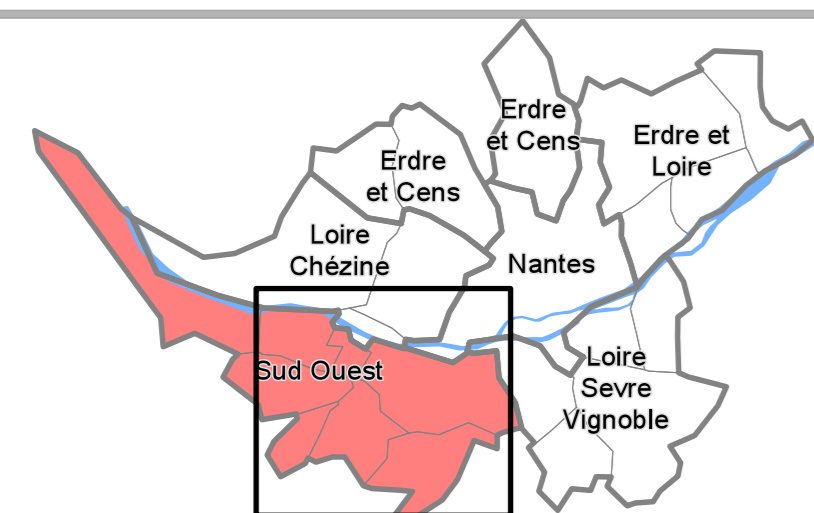 Erdre
et Cens
Erdre et
Loire
Erdre
et Cens
Loire
Chézine
Nantes
Sud Ouest
Loire
Sevre
Vignoble